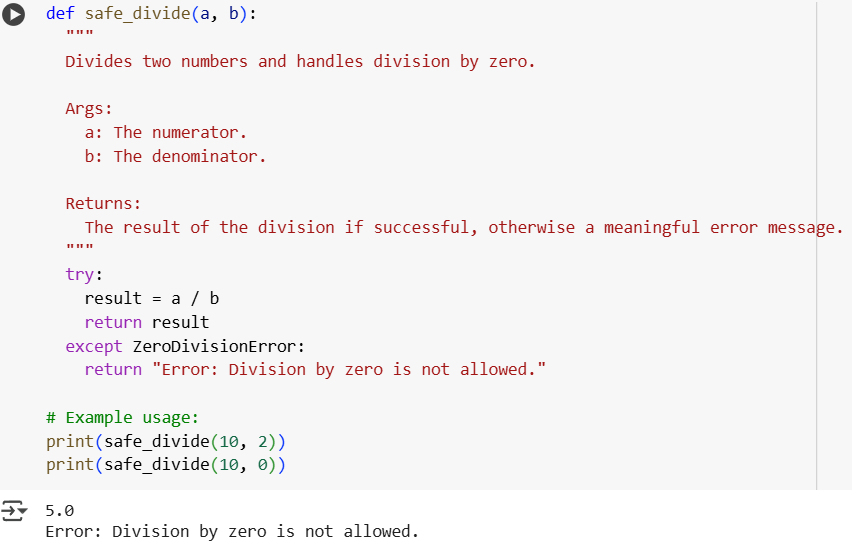 def safe_divide(a, b):
  """
  Divides two numbers and handles division by zero.

  Args:
    a: The numerator.
    b: The denominator.

  Returns:
    The result of the division if successful, otherwise a meaningful error message.
  """
  try:
    result = a / b
    return result
  except ZeroDivisionError:
    return "Error: Division by zero is not allowed."

# Example usage:
print(safe_divide(10, 2))
print(safe_divide(10, 0))
5.0
Error: Division by zero is not allowed.